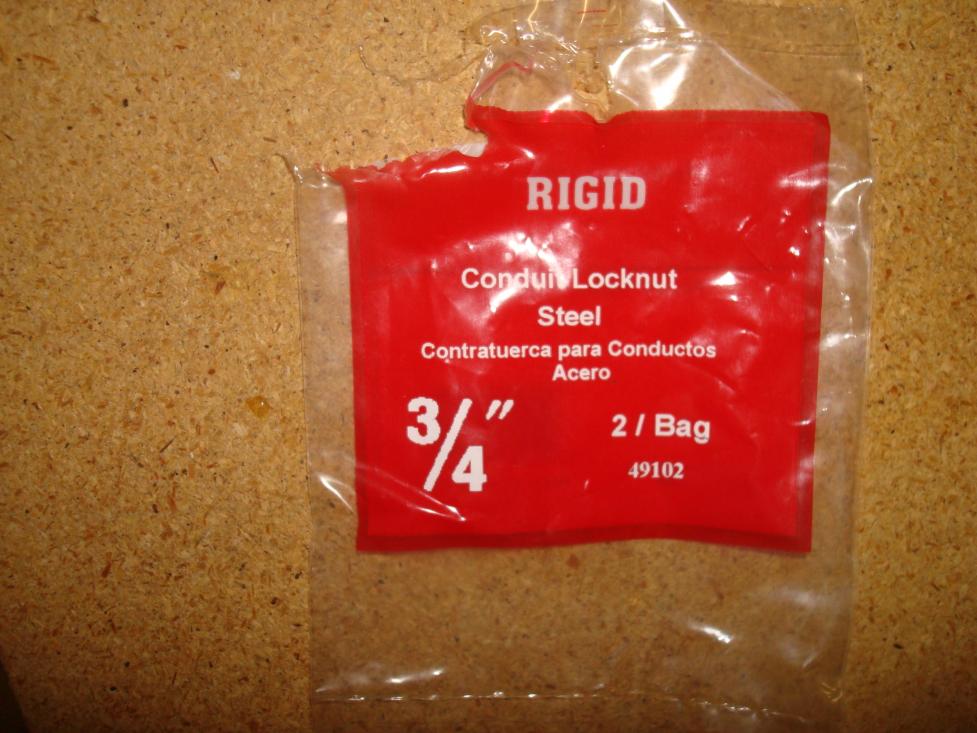 RIGID
Conduit Locknut
Steel
Contratuerca para Conductos
Acero
3/4"
2 / Bag
49102